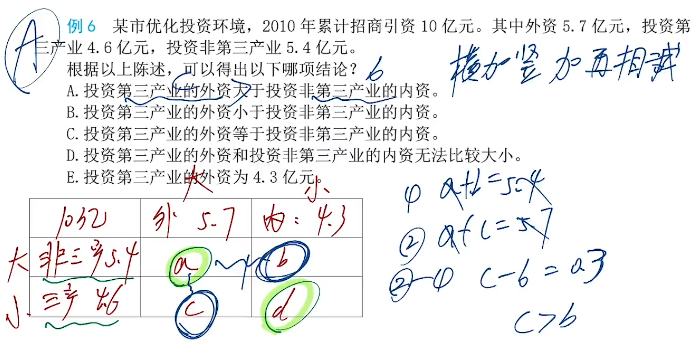 例6 某市优化投资环境，2010年累计招商引资10亿元。其中外资5.7亿元，投资第
三产业4.6亿元，投资非第三产业5.4亿元。
根据以上陈述，可以得出以下哪项结论？
A.投资第三产业的外资大于投资非第三产业的内资。
B.投资第三产业的外资小于投资非第三产业的内资。
C.投资第三产业的外资等于投资非第三产业的内资。
D.投资第三产业的外资和投资非第三产业的内资无法比较大小。
E.投资第三产业的外资为4.3亿元。
A
b
横加竖加再相减
大 小
10亿 外 5.7 内：4.3
大 非三产5.4 a b
小 三产 4.6 c d
① a+b=5.4
② a+c=5.7
②-① c-b=0.3
c>b